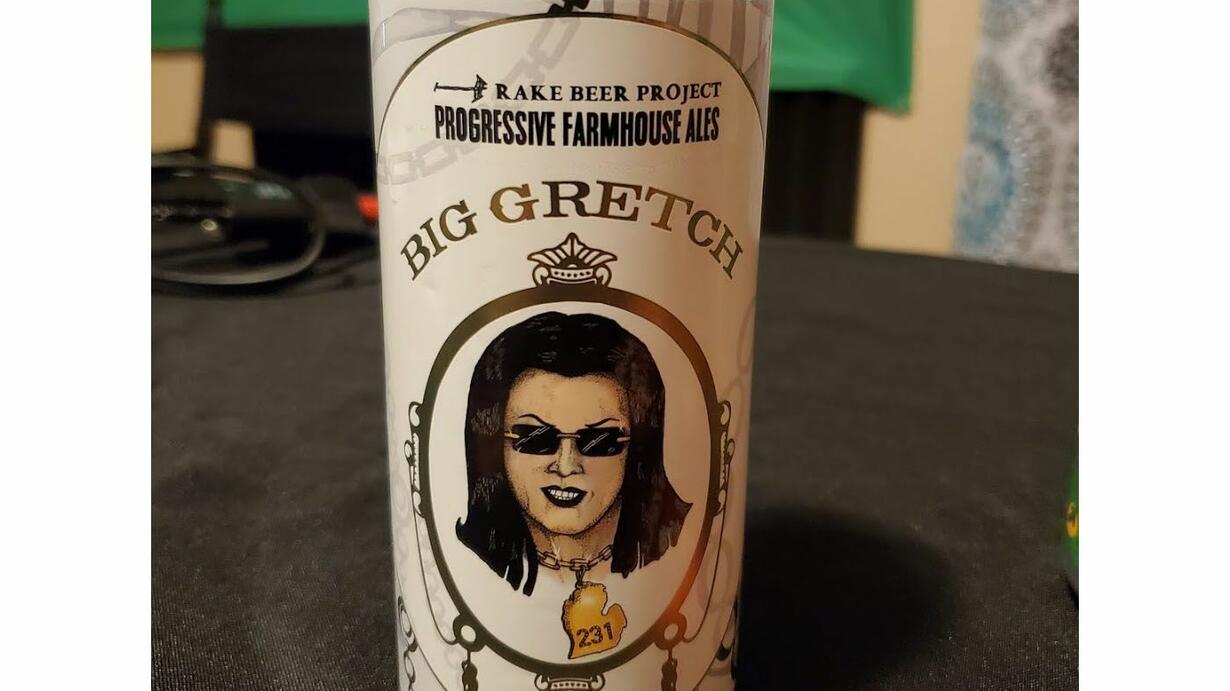 RAKE BEER PROJECT
PROGRESSIVE FARMHOUSE ALES
BIG GRETCH
231